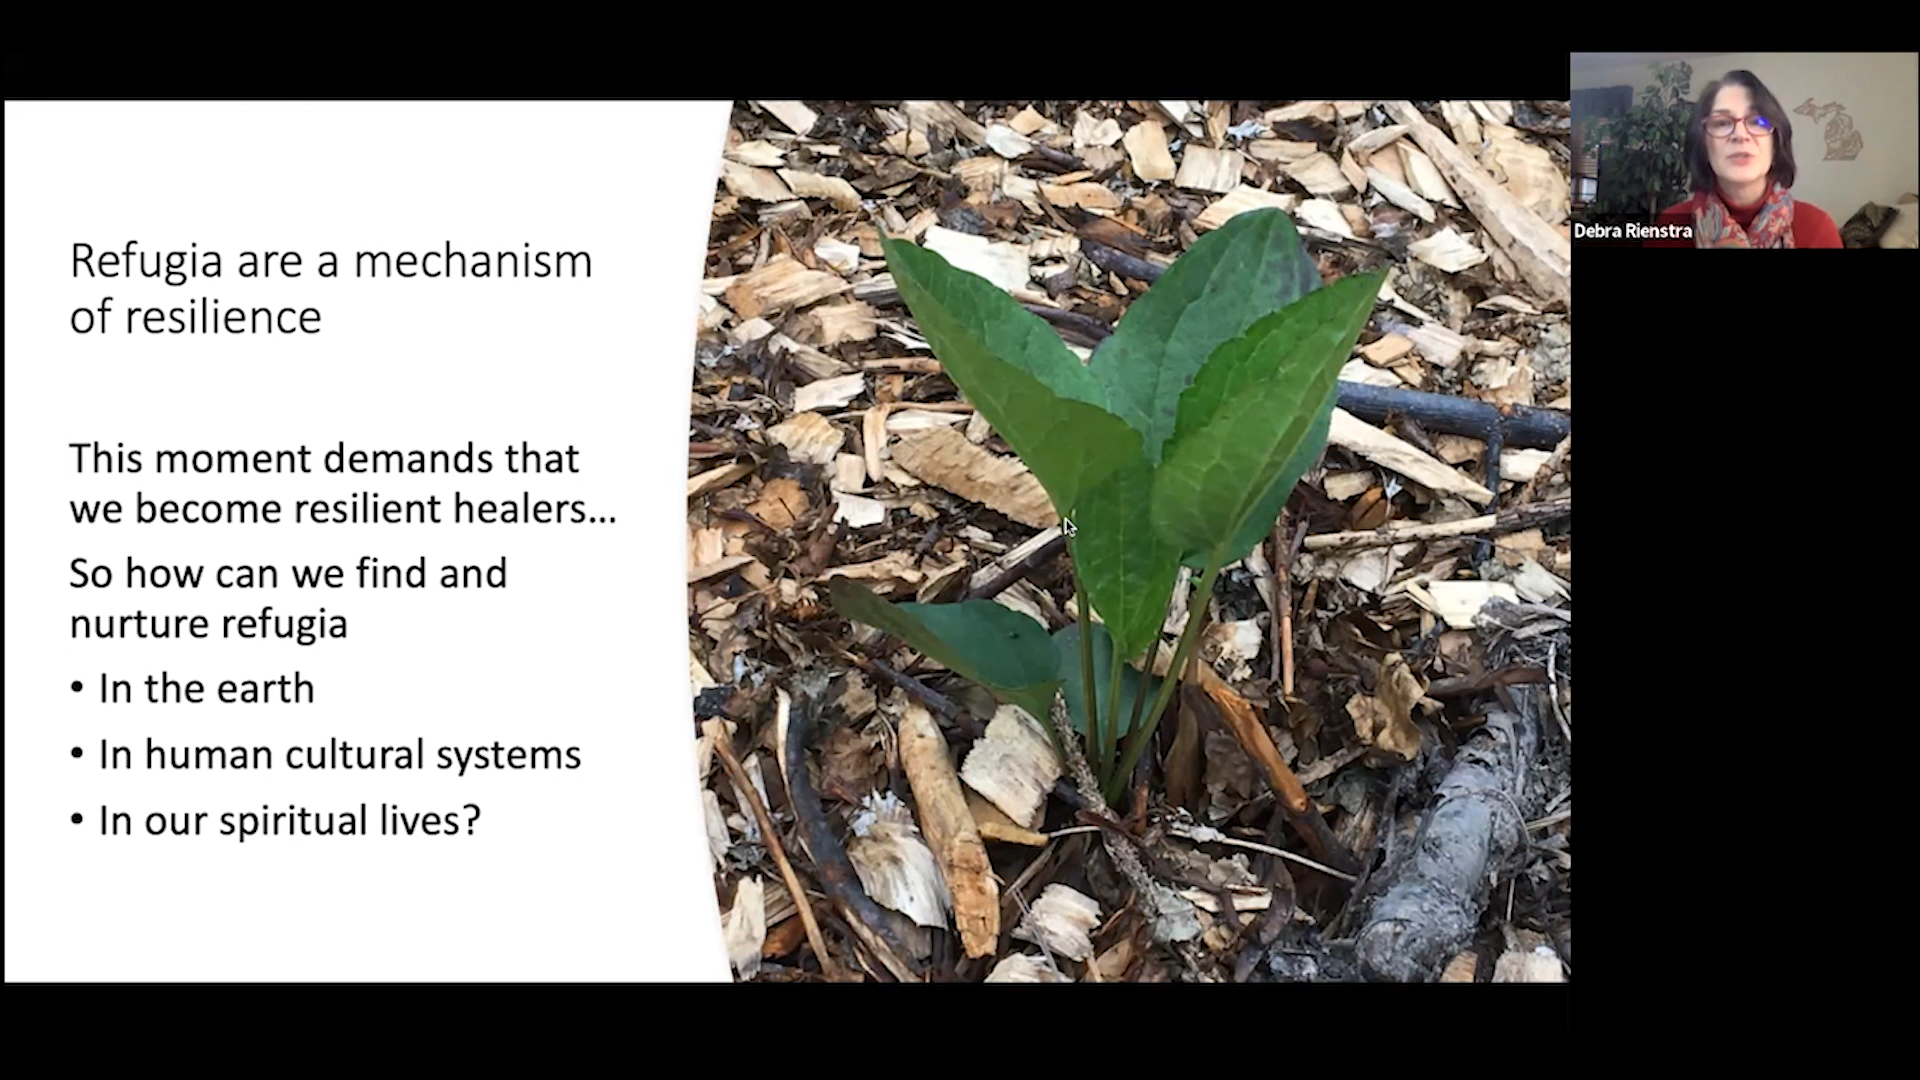 Refugia are a mechanism
of resilience
This moment demands that
we become resilient healers...
So how can we find and
nurture refugia
• In the earth
• In human cultural systems
• In our spiritual lives?
Debra Rienstra